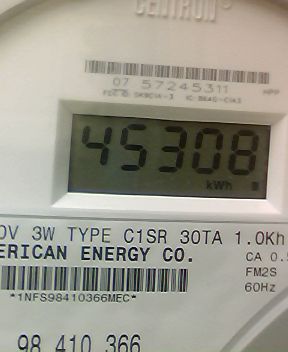 CENTRON®
07 57245311
45308
kWh
0V 3W TYPE C1SR 30TA 1.0Kh
ERICAN ENERGY CO. CA 0.5
FM2S
*1NFS98410366MEC* 60Hz
98 410 366